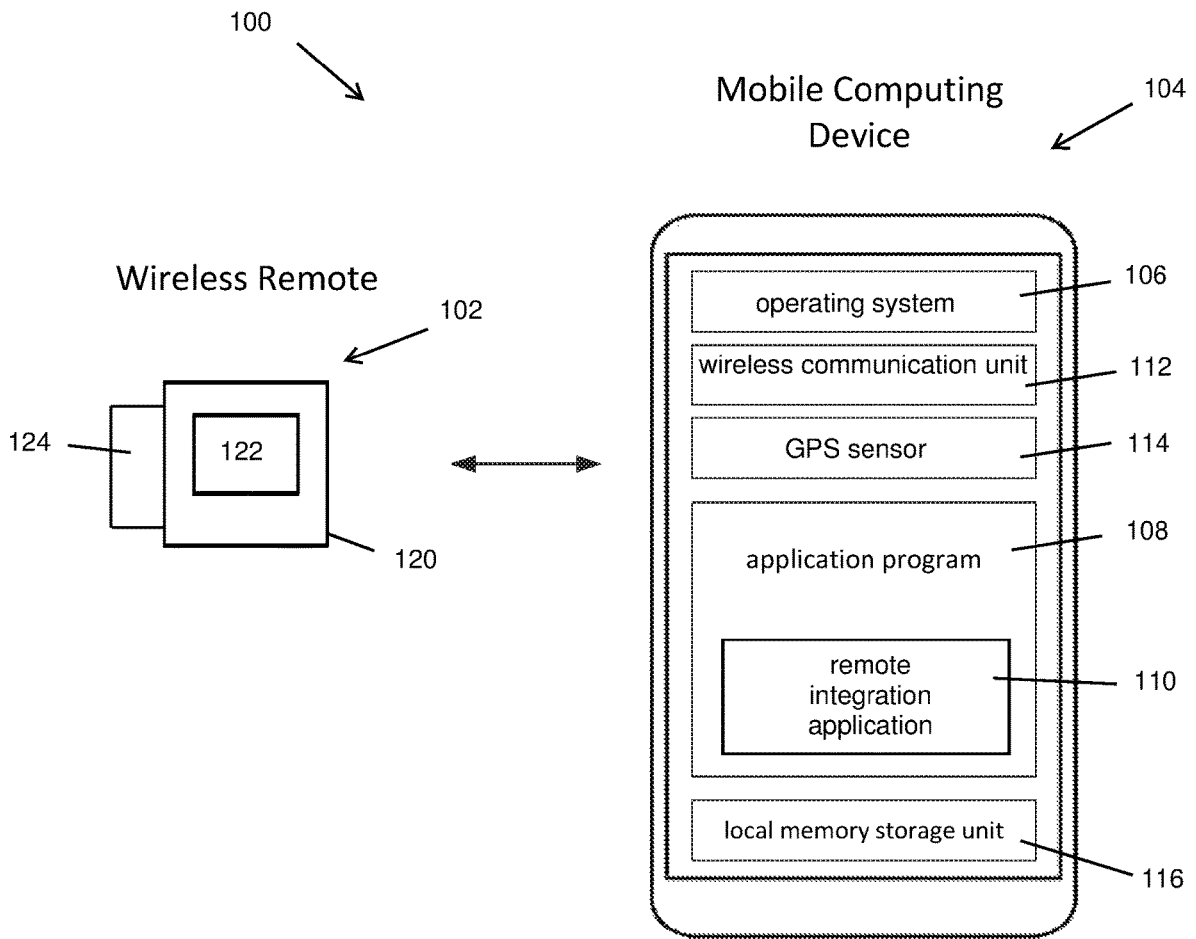 100
Mobile Computing
Device
104
Wireless Remote
102
124
122
120
operating system
106
wireless communication unit
112
GPS sensor
114
application program
108
remote
integration
application
110
local memory storage unit
116